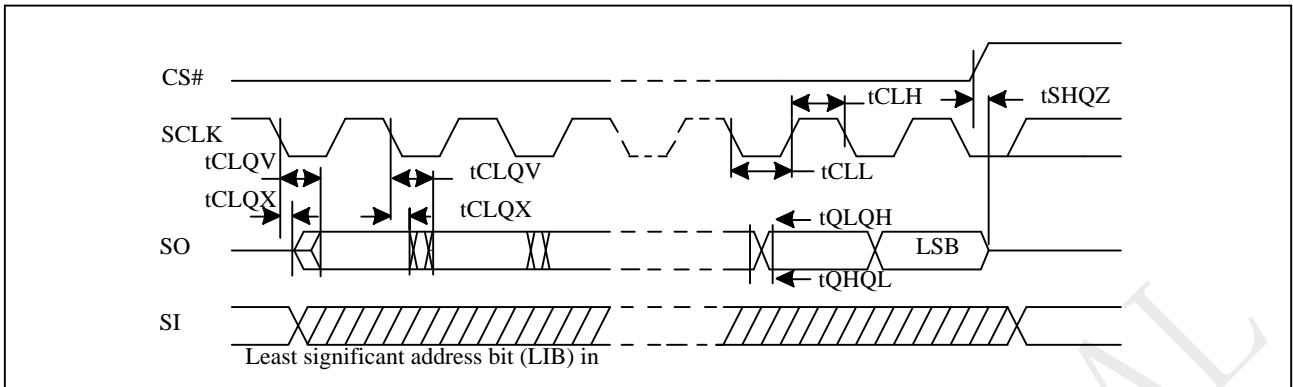 CS#
tCLH
tSHQZ
SCLK
tCLQV
tCLQV
tCLL
tCLQX
tCLQX
tQLQH
SO
LSB
tQHQL
SI
Least significant address bit (LIB) in
AL